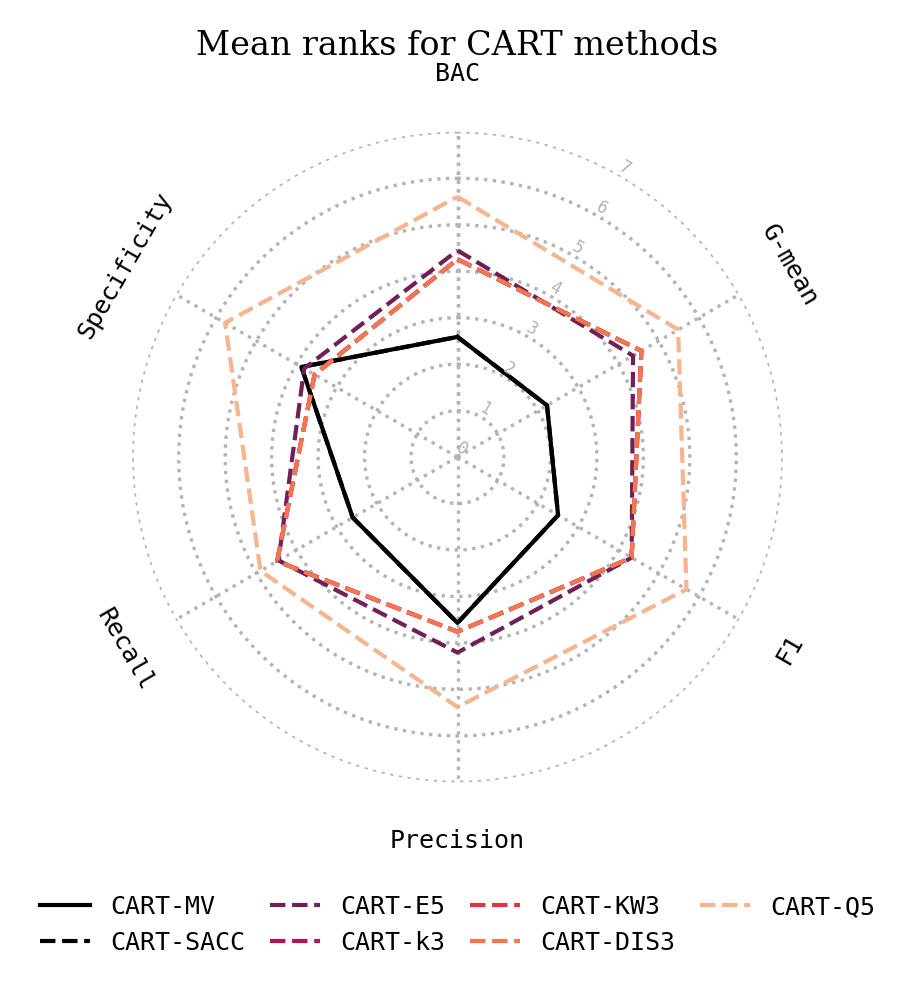 Mean ranks for CART methods
BAC
7
6
5
4
3
2
1
0
G-mean
Specificity
Recall
F1
Precision
CART-MV
CART-SACC
CART-E5
CART-k3
CART-KW3
CART-DIS3
CART-Q5